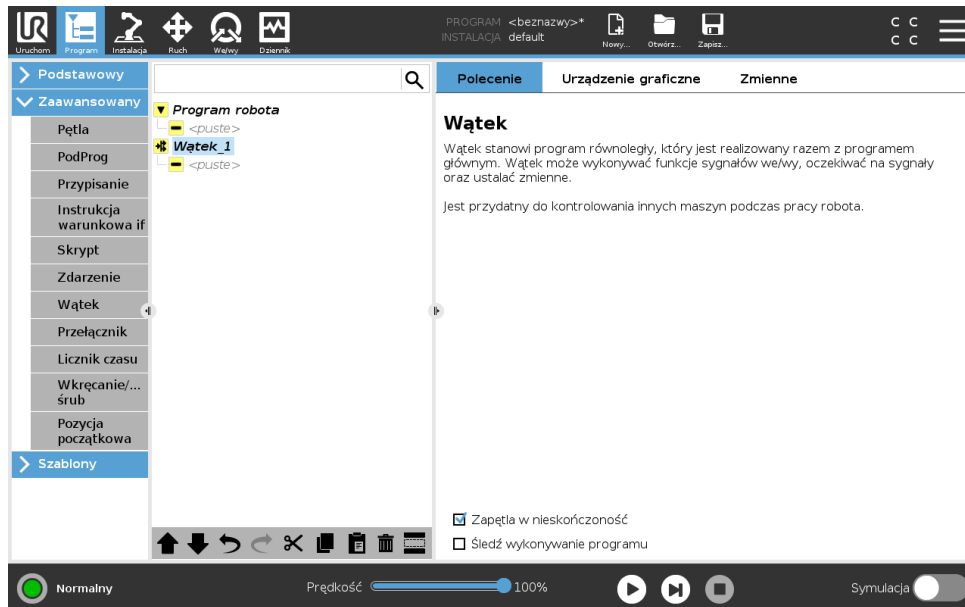 PROGRAM <beznazwy>*
INSTALACJA default
Uruchom Program Instalacja Ruch We/wy Dziennik Nowy... Otwórz... Zapisz...
C C
C C
Podstawowy
Zaawansowany
Pętla
PodProg
Przypisanie
Instrukcja
warunkowa if
Skrypt
Zdarzenie
Wątek
Przełącznik
Licznik czasu
Wkręcanie/...
śrub
Pozycja
początkowa
Szablony
Program robota
<puste>
Wątek_1
<puste>
Polecenie Urządzenie graficzne Zmienne
Wątek
Wątek stanowi program równoległy, który jest realizowany razem z programem
głównym. Wątek może wykonywać funkcje sygnałów we/wy, oczekiwać na sygnały
oraz ustalać zmienne.
Jest przydatny do kontrolowania innych maszyn podczas pracy robota.
Zapętla w nieskończoność
Śledź wykonywanie programu
Normalny Prędkość 100% Symulacja